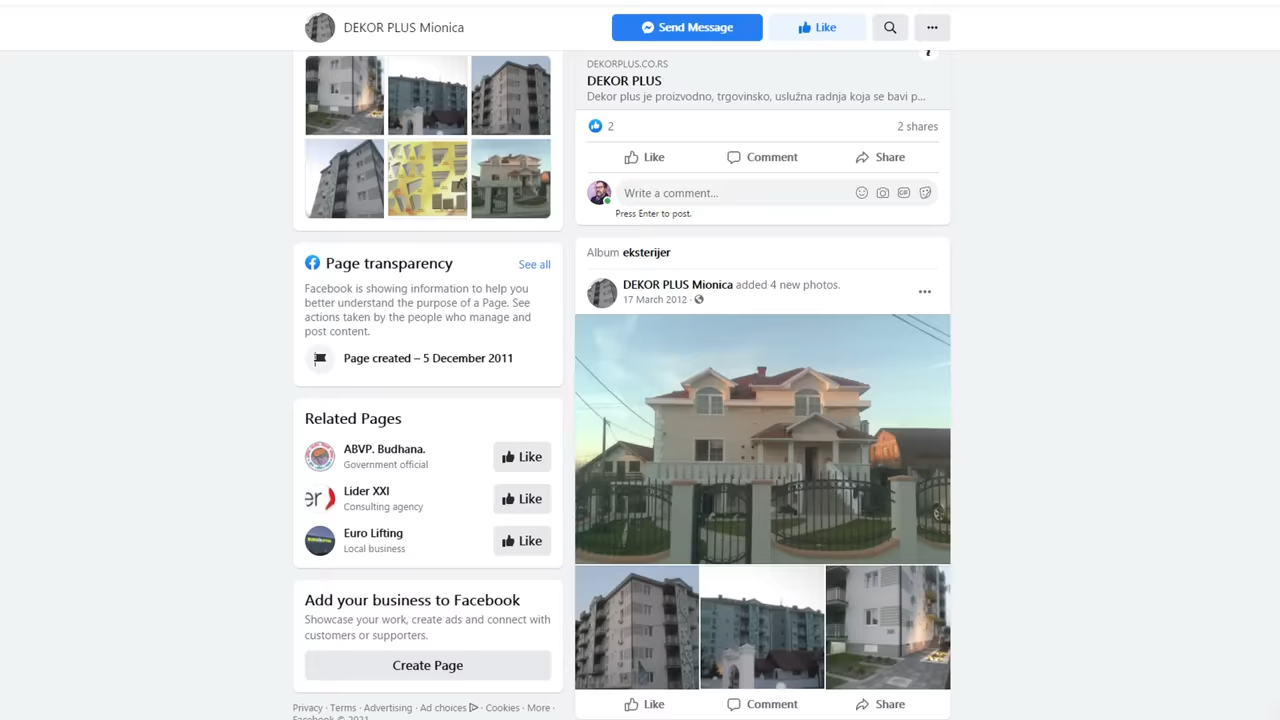 DEKOR PLUS Mionica
Send Message
Like
DEKORPLUS.CO.RS
DEKOR PLUS
Dekor plus je proizvodno, trgovinsko, uslužna radnja koja se bavi p...
2
2 shares
Like
Comment
Share
Write a comment...
GIF
Press Enter to post.
Page transparency
See all
Facebook is showing information to help you
better understand the purpose of a Page. See
actions taken by the people who manage and
post content.
Page created – 5 December 2011
Related Pages
ABVP. Budhana.
Government official
Like
Lider XXI
Consulting agency
Like
Euro Lifting
Local business
Like
Add your business to Facebook
Showcase your work, create ads and connect with
customers or supporters.
Create Page
Privacy · Terms · Advertising · Ad choices · Cookies · More ·
Facebook © 2021
Album eksterijer
DEKOR PLUS Mionica added 4 new photos.
17 March 2012 ·
Like
Comment
Share